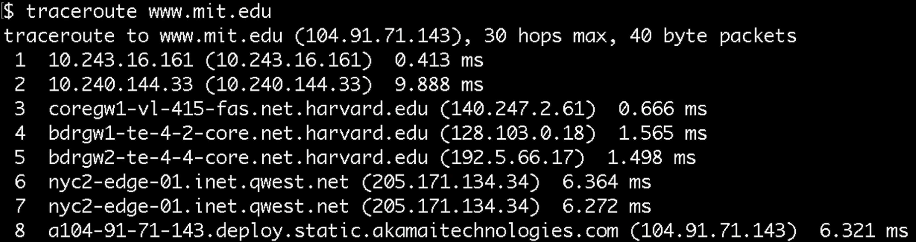 $ traceroute www.mit.edu
traceroute to www.mit.edu (104.91.71.143), 30 hops max, 40 byte packets
1 10.243.16.161 (10.243.16.161) 0.413 ms
2 10.240.144.33 (10.240.144.33) 9.888 ms
3 coregw1-vl-415-fas.net.harvard.edu (140.247.2.61) 0.666 ms
4 bdrgw1-te-4-2-core.net.harvard.edu (128.103.0.18) 1.565 ms
5 bdrgw2-te-4-4-core.net.harvard.edu (192.5.66.17) 1.498 ms
6 nyc2-edge-01.inet.qwest.net (205.171.134.34) 6.364 ms
7 nyc2-edge-01.inet.qwest.net (205.171.134.34) 6.272 ms
8 a104-91-71-143.deploy.static.akamaitechnologies.com (104.91.71.143) 6.321 ms